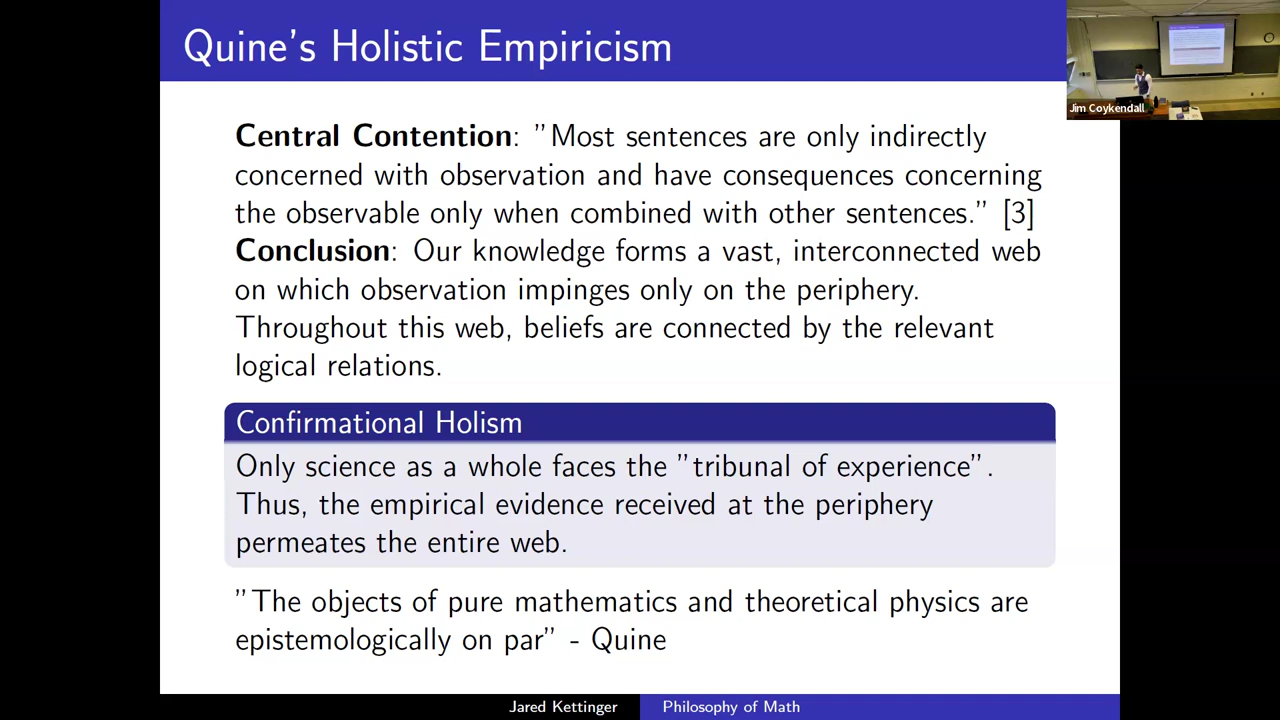 Quine's Holistic Empiricism
Jim Coykendall
Central Contention: "Most sentences are only indirectly
concerned with observation and have consequences concerning
the observable only when combined with other sentences." [3]
Conclusion: Our knowledge forms a vast, interconnected web
on which observation impinges only on the periphery.
Throughout this web, beliefs are connected by the relevant
logical relations.
Confirmational Holism
Only science as a whole faces the "tribunal of experience".
Thus, the empirical evidence received at the periphery
permeates the entire web.
"The objects of pure mathematics and theoretical physics are
epistemologically on par" - Quine
Jared Kettinger
Philosophy of Math